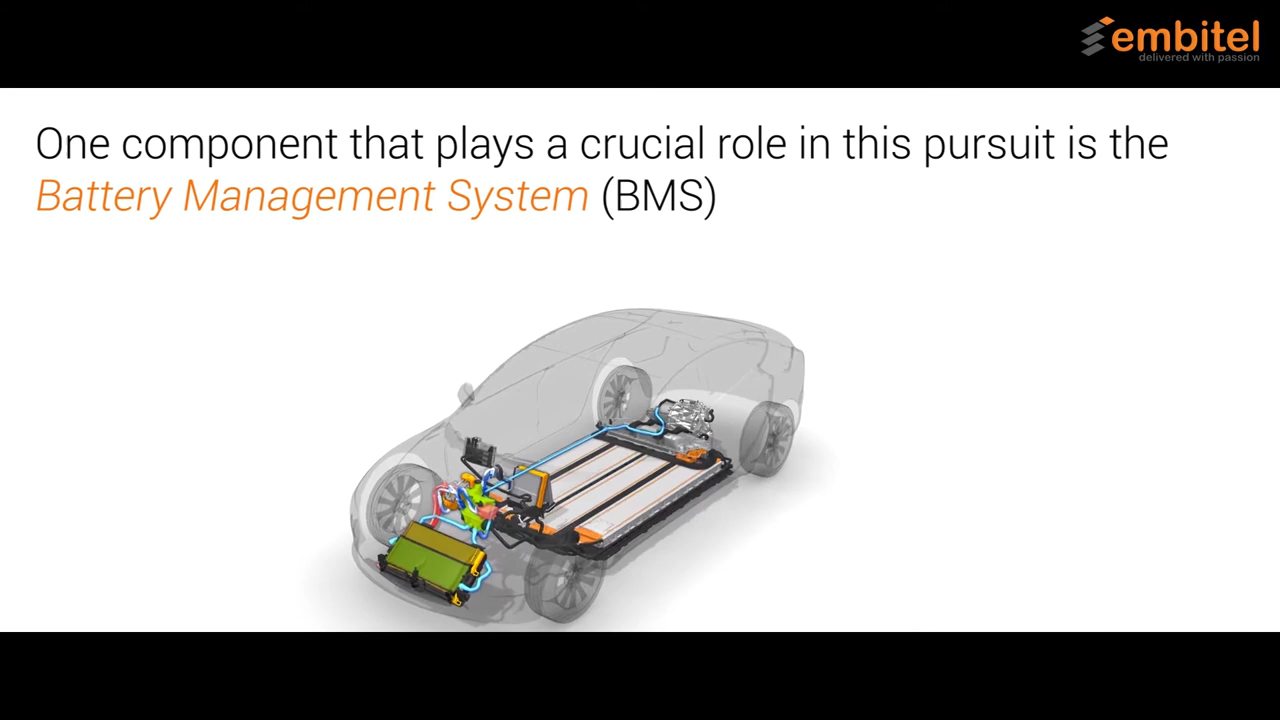 embitel
delivered with passion
One component that plays a crucial role in this pursuit is the
Battery Management System (BMS)